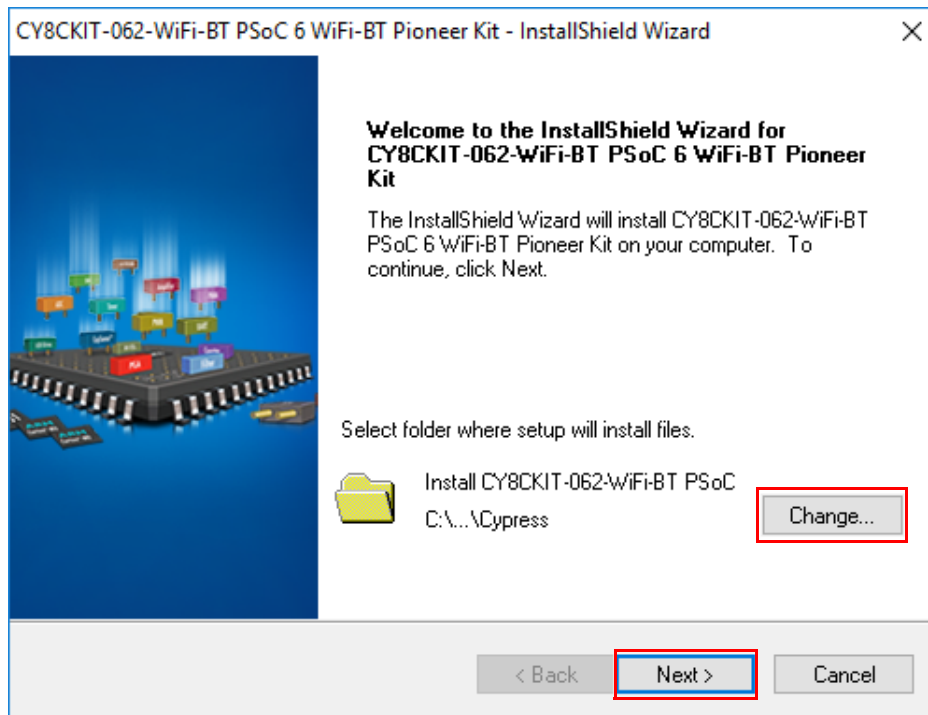 CY8CKIT-062-WiFi-BT PSoC 6 WiFi-BT Pioneer Kit - InstallShield Wizard
Welcome to the InstallShield Wizard for
CY8CKIT-062-WiFi-BT PSoC 6 WiFi-BT Pioneer
Kit
The InstallShield Wizard will install CY8CKIT-062-WiFi-BT
PSoC 6 WiFi-BT Pioneer Kit on your computer.  To
continue, click Next.
PGA
ARM
ARM
Select folder where setup will install files.
Install CY8CKIT-062-WiFi-BT PSoC
C:\...\Cypress
Change...
< Back
Next >
Cancel